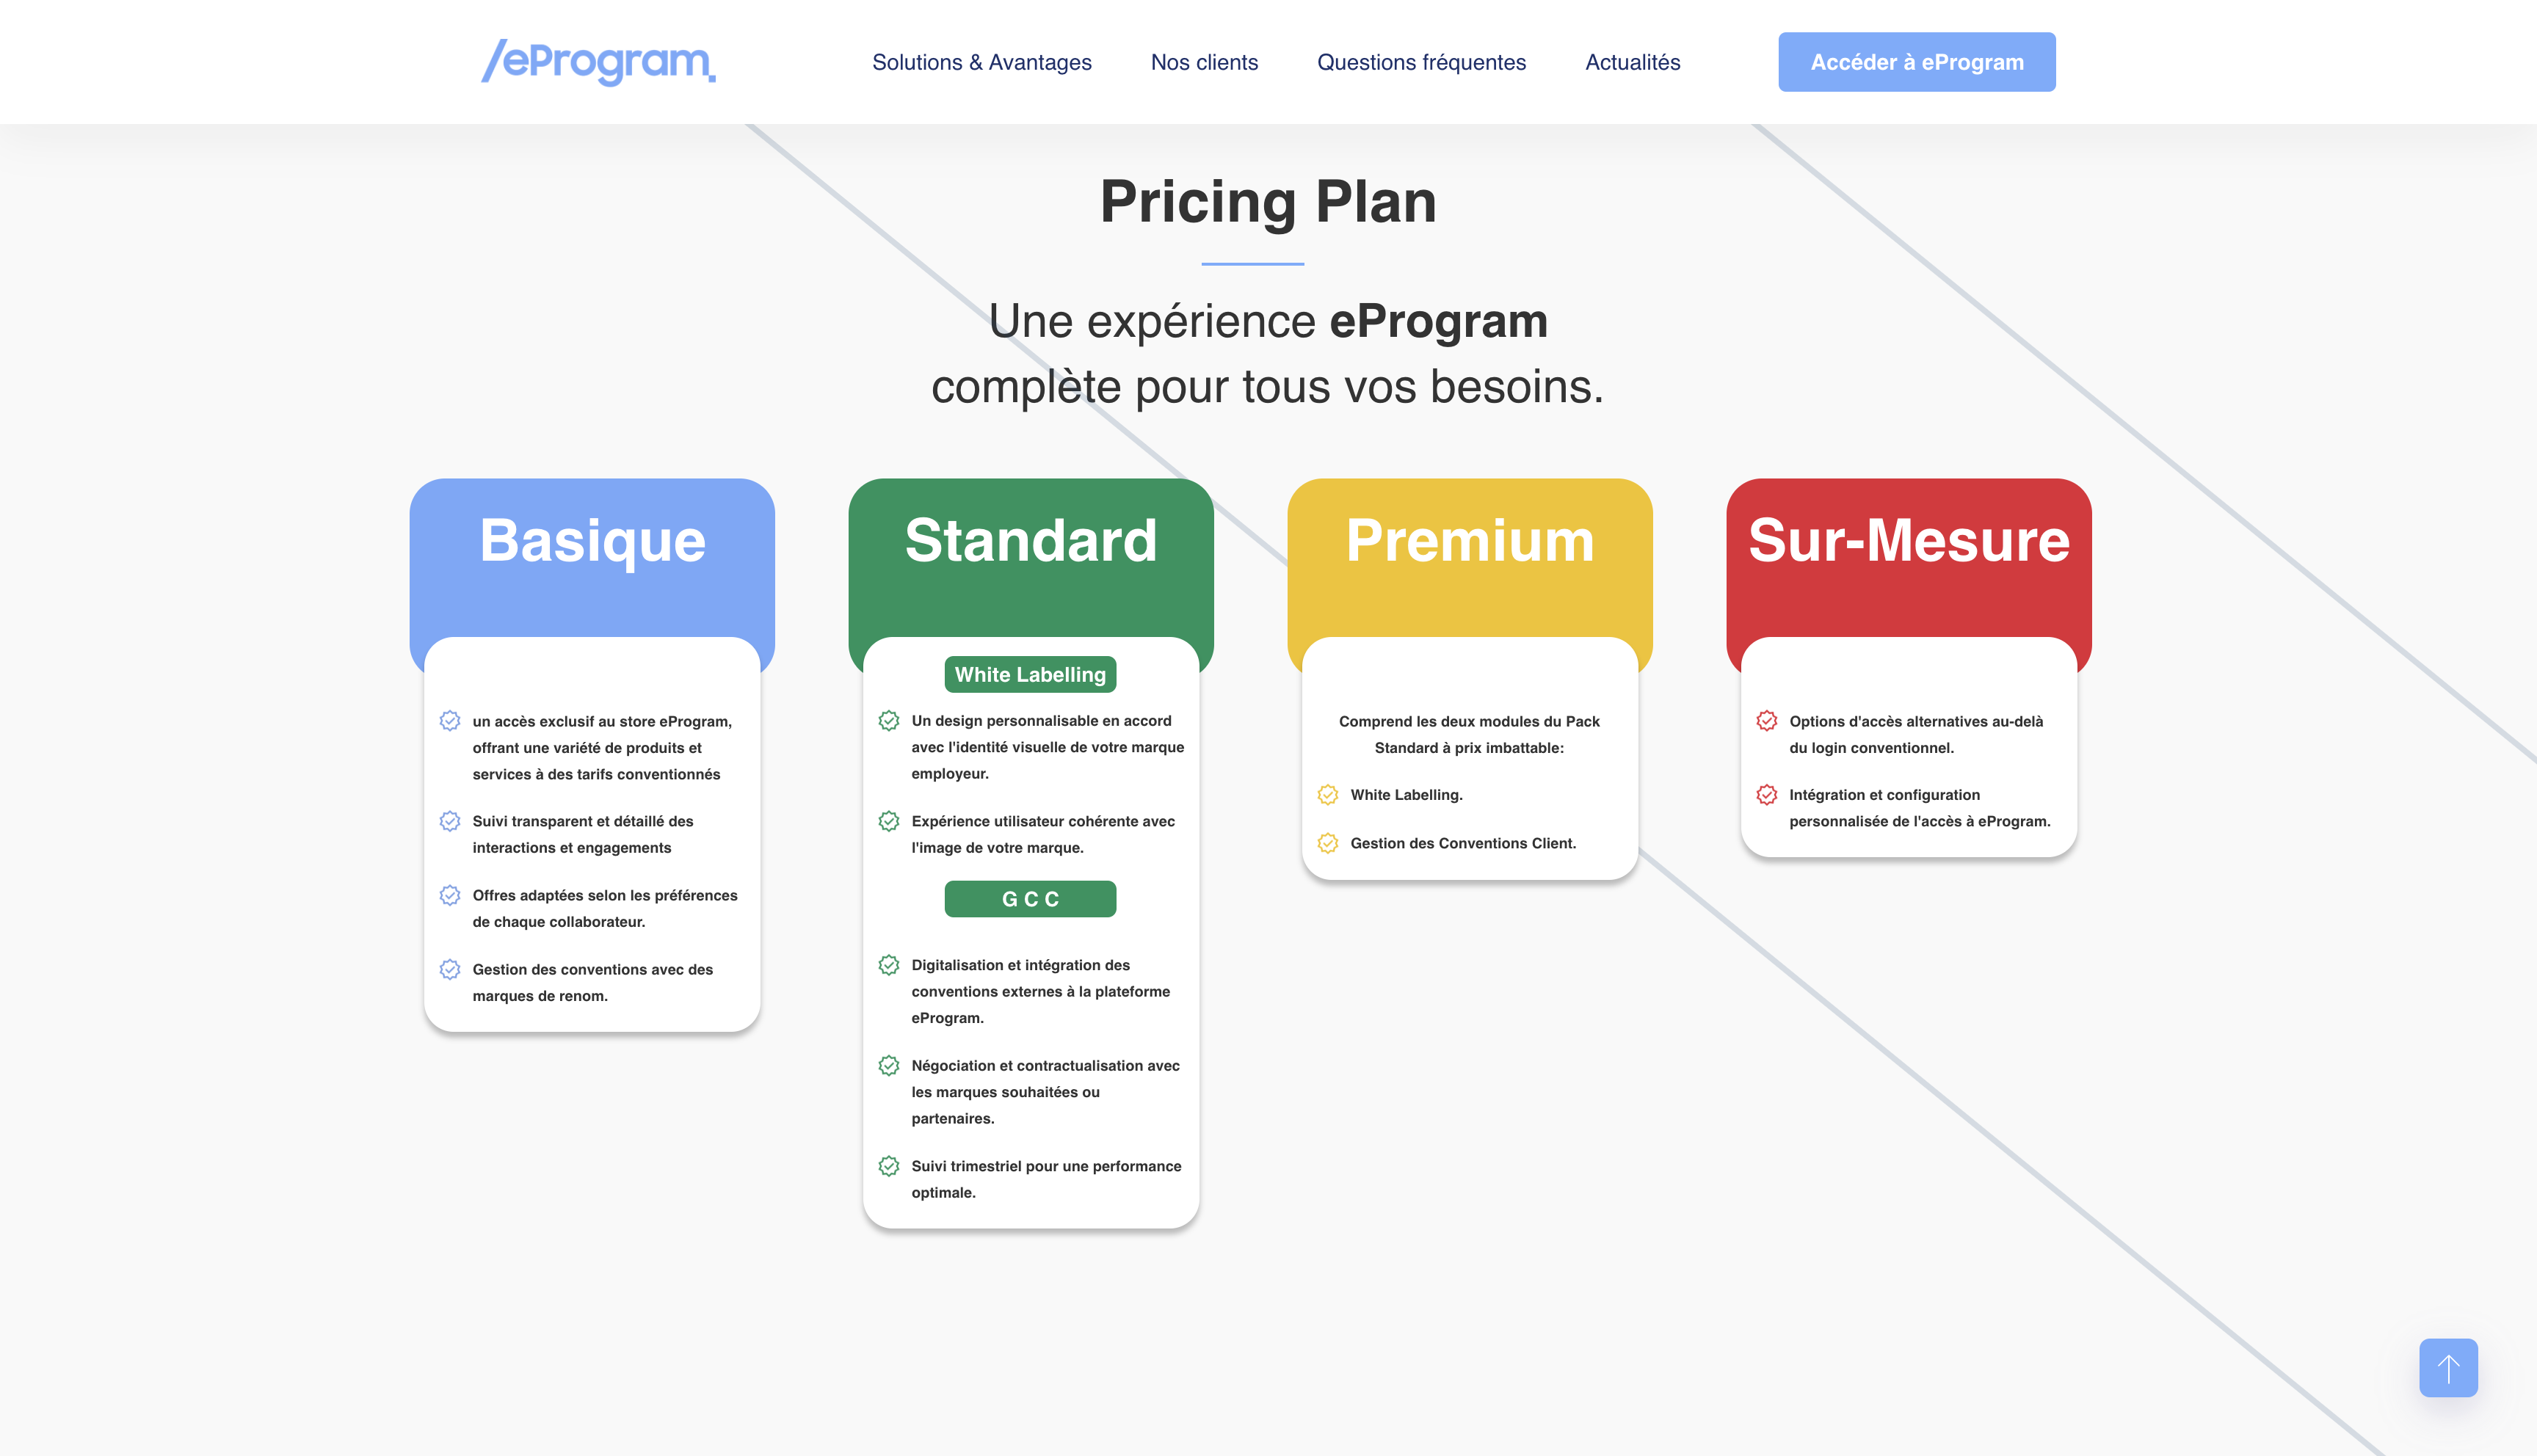 /eProgram.
Solutions & Avantages
Nos clients
Questions fréquentes
Actualités
Accéder à eProgram
Pricing Plan
Une expérience eProgram
complète pour tous vos besoins.
Basique
un accès exclusif au store eProgram,
offrant une variété de produits et
services à des tarifs conventionnés
Suivi transparent et détaillé des
interactions et engagements
Offres adaptées selon les préférences
de chaque collaborateur.
Gestion des conventions avec des
marques de renom.
Standard
White Labelling
Un design personnalisable en accord
avec l'identité visuelle de votre marque
employeur.
Expérience utilisateur cohérente avec
l'image de votre marque.
G C C
Digitalisation et intégration des
conventions externes à la plateforme
eProgram.
Négociation et contractualisation avec
les marques souhaitées ou
partenaires.
Suivi trimestriel pour une performance
optimale.
Premium
Comprend les deux modules du Pack
Standard à prix imbattable:
White Labelling.
Gestion des Conventions Client.
Sur-Mesure
Options d'accès alternatives au-delà
du login conventionnel.
Intégration et configuration
personnalisée de l'accès à eProgram.